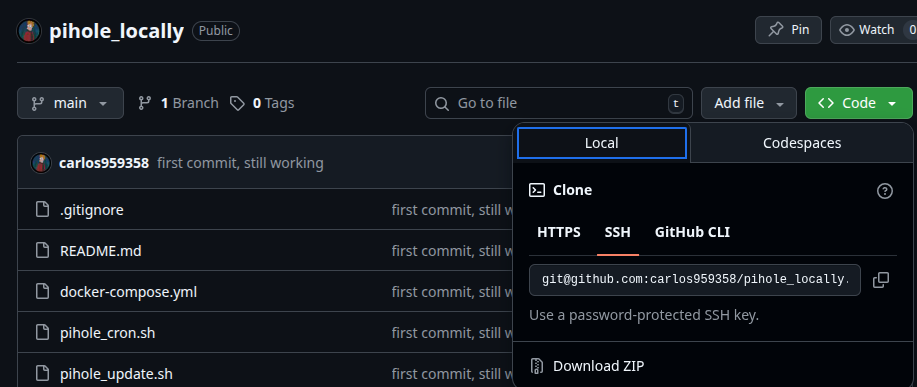 pihole_locally Public
Pin
Watch 0
main
1 Branch
0 Tags
Go to file
t
Add file
Code
Local
Codespaces
carlos959358 first commit, still working
Clone
.gitignore first commit, still w
HTTPS
SSH
GitHub CLI
README.md first commit, still w
git@github.com:carlos959358/pihole_locally.
docker-compose.yml first commit, still w
Use a password-protected SSH key.
pihole_cron.sh first commit, still w
Download ZIP
pihole_update.sh first commit, still w